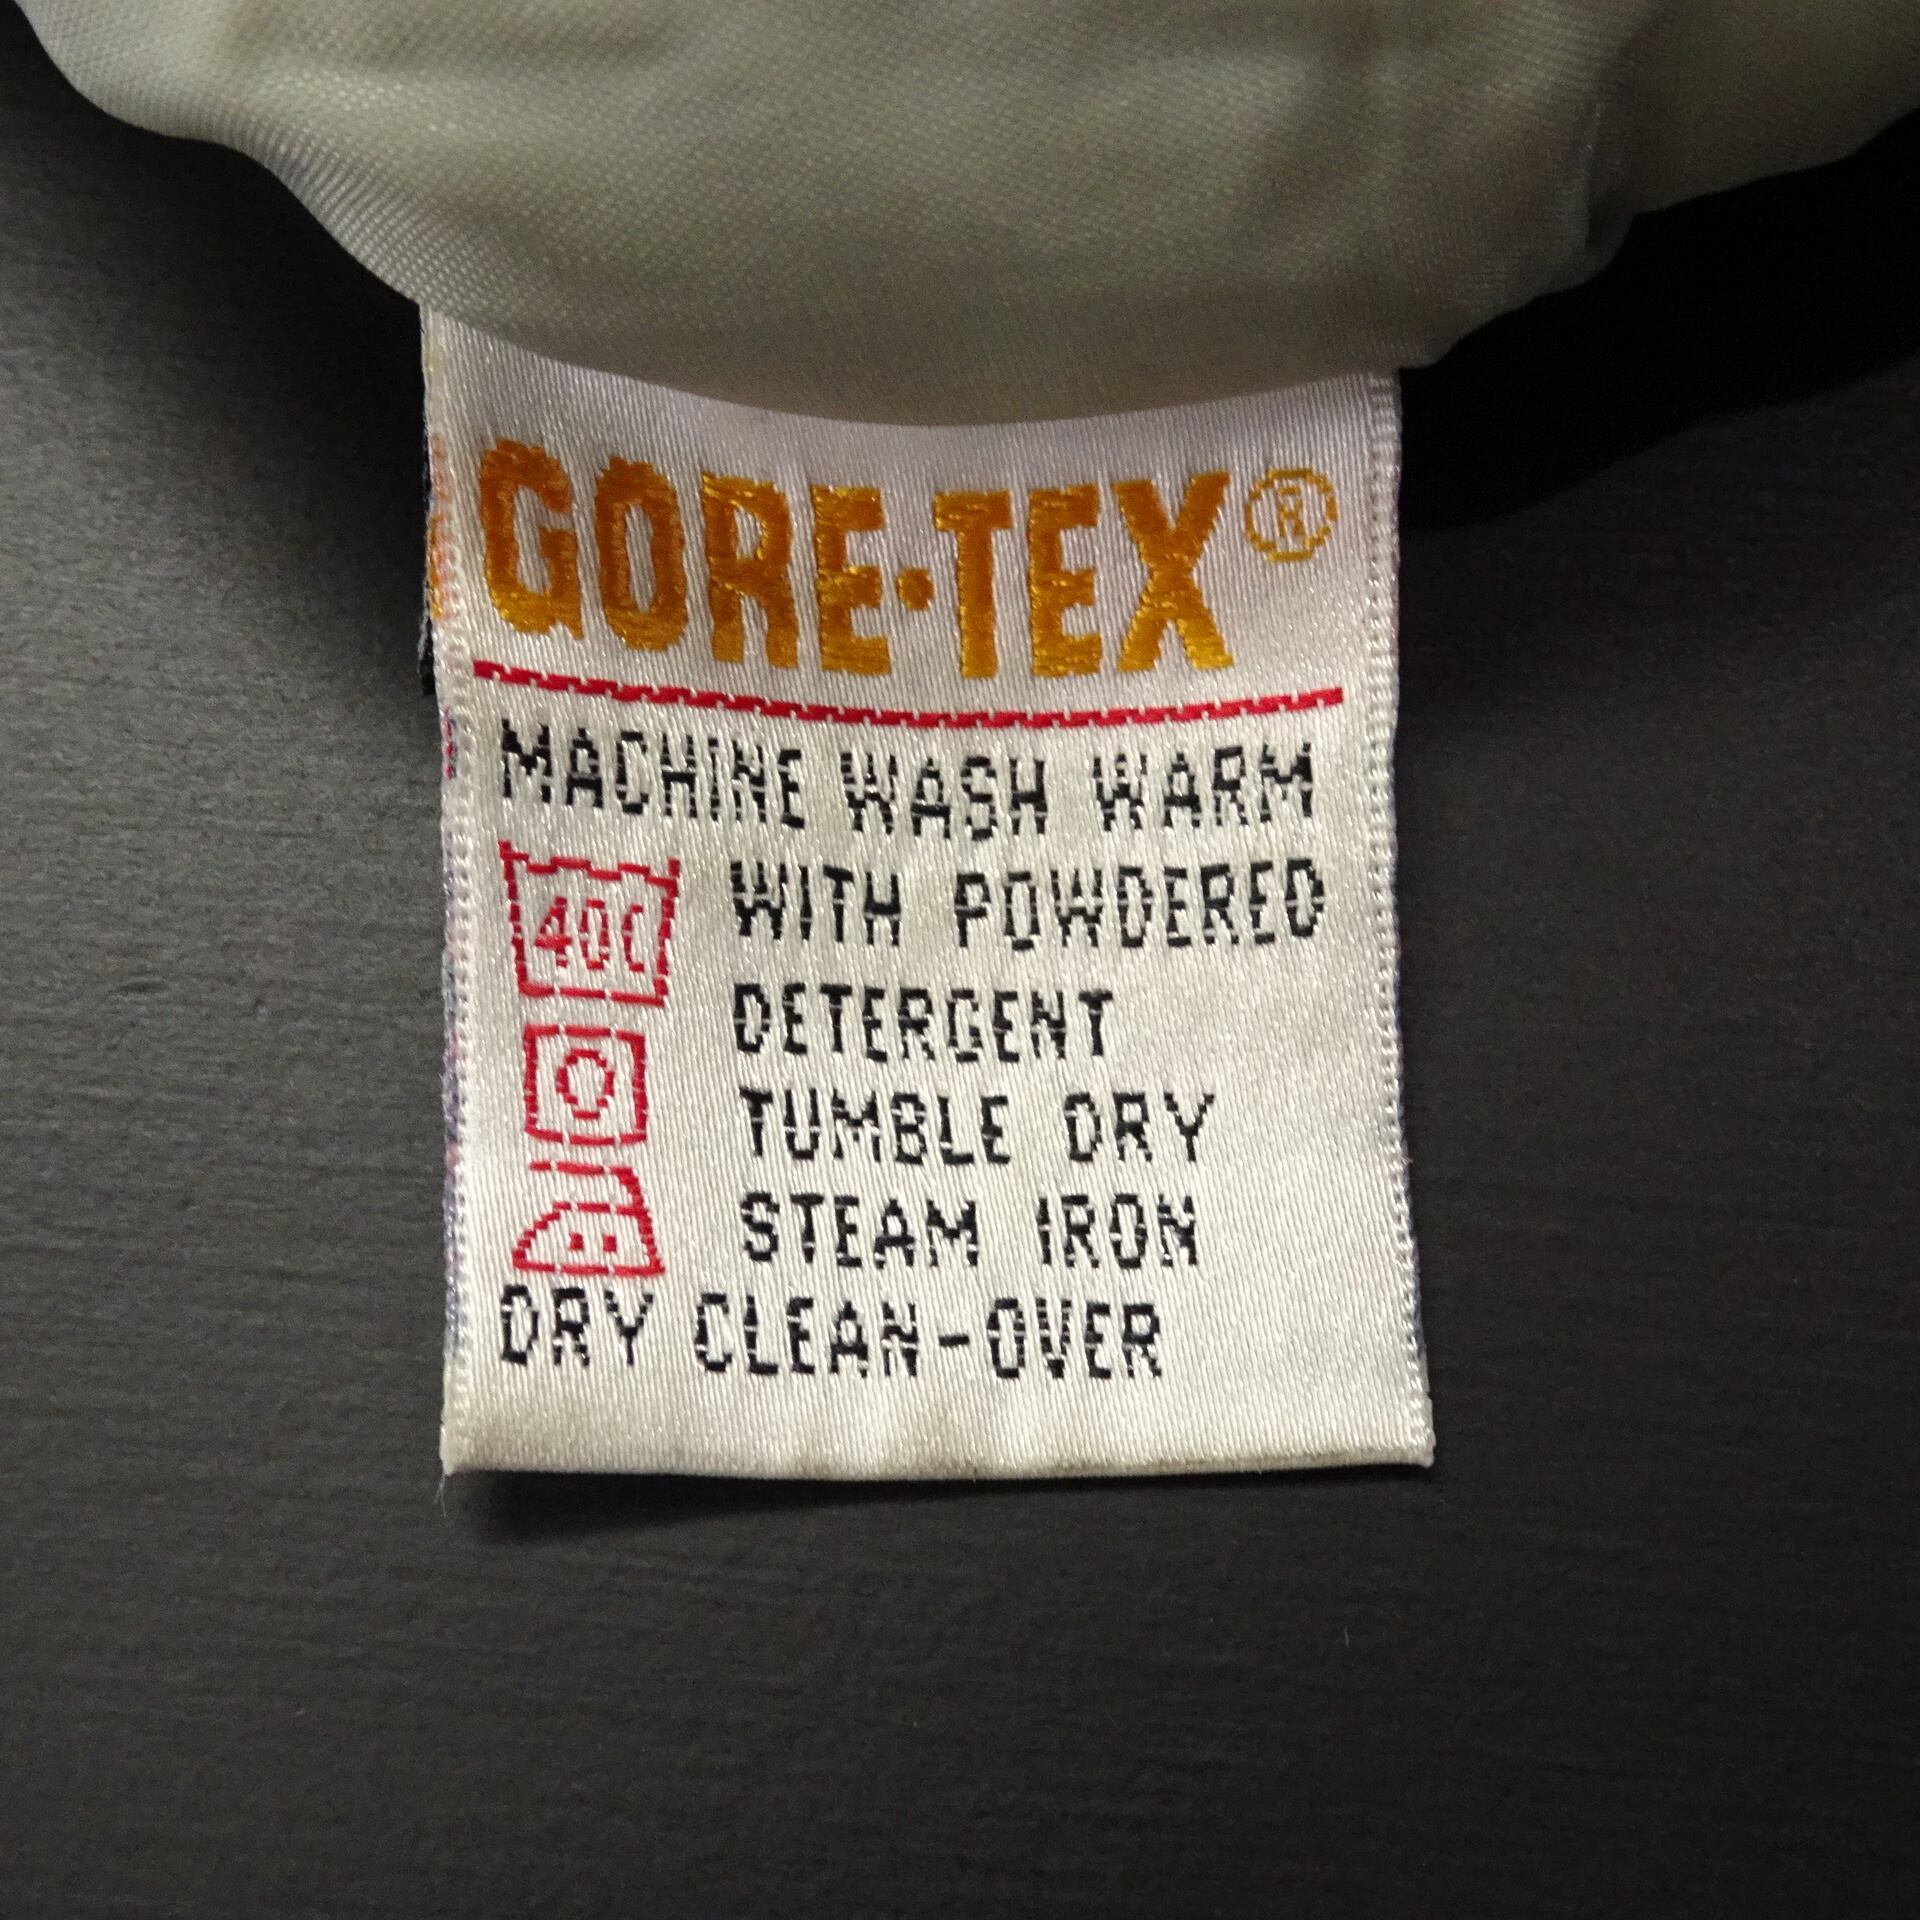 GORE·TEX®
MACHINE WASH WARM
40C WITH POWDERED
DETERGENT
TUMBLE DRY
STEAM IRON
DRY CLEAN-OVER